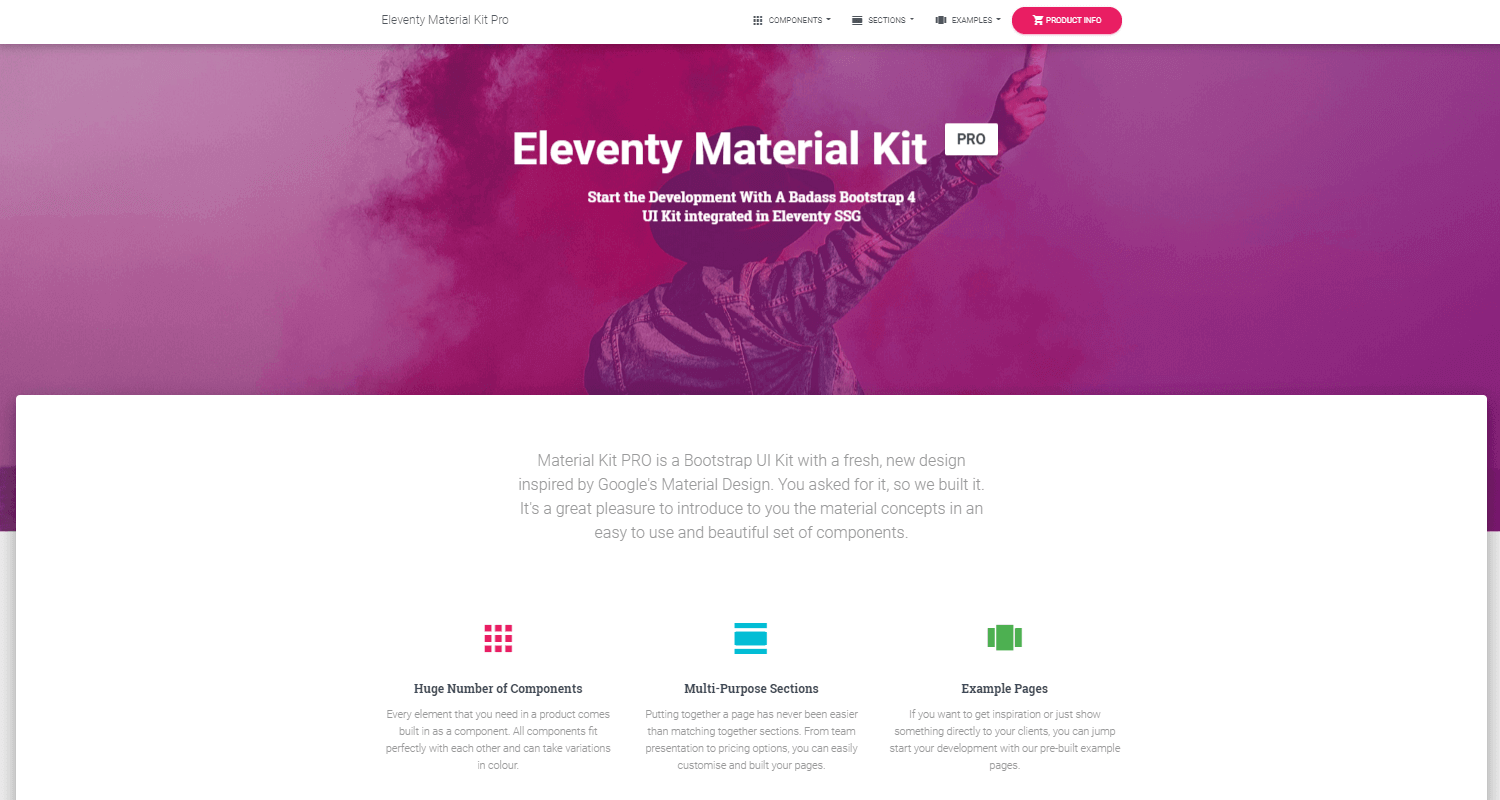 Eleventy Material Kit Pro
COMPONENTS
SECTIONS
EXAMPLES
PRODUCT INFO
Eleventy Material Kit
PRO
Start the Development With A Badass Bootstrap 4
UI Kit integrated in Eleventy SSG
Material Kit PRO is a Bootstrap UI Kit with a fresh, new design
inspired by Google's Material Design. You asked for it, so we built it.
It's a great pleasure to introduce to you the material concepts in an
easy to use and beautiful set of components.
Huge Number of Components
Every element that you need in a product comes
built in as a component. All components fit
perfectly with each other and can take variations
in colour.
Multi-Purpose Sections
Putting together a page has never been easier
than matching together sections. From team
presentation to pricing options, you can easily
customise and built your pages.
Example Pages
If you want to get inspiration or just show
something directly to your clients, you can jump
start your development with our pre-built example
pages.